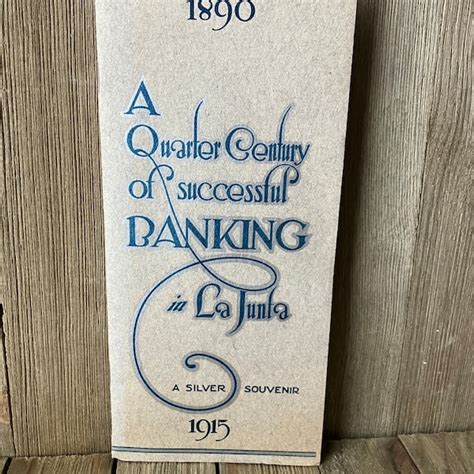 1890
A
Quarter Century
of successful
BANKING
in La Junta
A SILVER SOUVENIR
1915